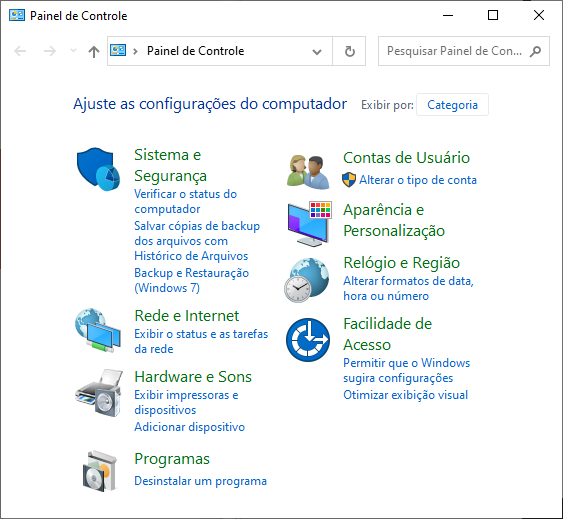 Painel de Controle
Painel de Controle
Pesquisar Painel de Con...
Ajuste as configurações do computador
Exibir por: Categoria
Sistema e
Segurança
Verificar o status do
computador
Salvar cópias de backup
dos arquivos com
Histórico de Arquivos
Backup e Restauração
(Windows 7)
Rede e Internet
Exibir o status e as tarefas
da rede
Hardware e Sons
Exibir impressoras e
dispositivos
Adicionar dispositivo
Programas
Desinstalar um programa
Contas de Usuário
Alterar o tipo de conta
Aparência e
Personalização
Relógio e Região
Alterar formatos de data,
hora ou número
Facilidade de
Acesso
Permitir que o Windows
sugira configurações
Otimizar exibição visual